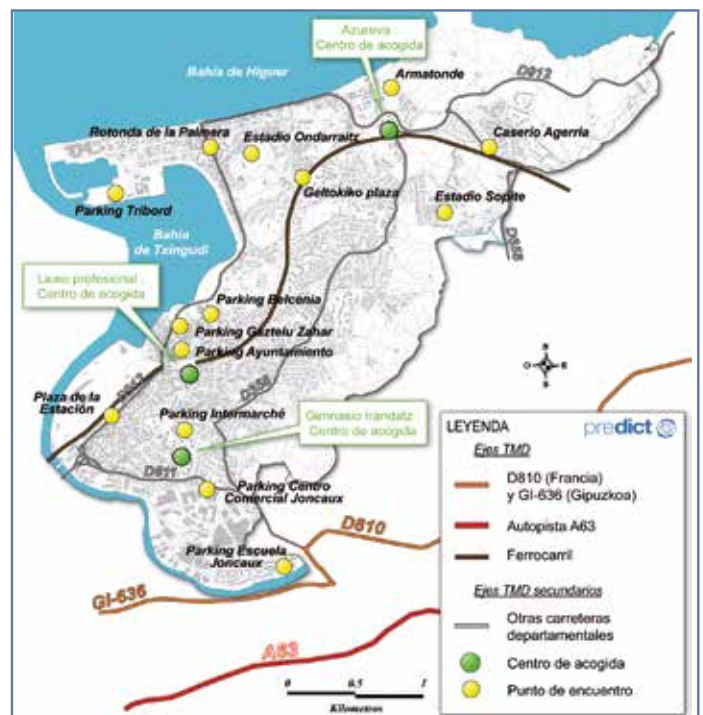 Azureva :
Centro de acogida
Bahía de Higuer
Armatonde
D912
Rotonda de la Palmera
Estadio Ondarraitz
Caserío Agerria
Geltokiko plaza
Parking Tribord
Estadio Sopite
Bahía
de Txingudi
D358
Liceo profesional :
Centro de acogida
Parking Belcenia
Parking Gaztelu Zahar
Parking Ayuntamiento
D912
D358
Plaza de la
Estación
Parking Intermarché
Gimnasio Irandatz :
Centro de acogida
D811
Parking Centro
Comercial Joncaux
Parking Escuela
Joncaux
D810
GI-636
A63
N
O
E
S
0
0.5
1
Kilometros
LEYENDA
predict
Ejes TMD
D810 (Francia)
y GI-636 (Gipuzkoa)
Autopista A63
Ferrocarril
Ejes TMD secundarios
Otras carreteras
departamentales
Centro de acogida
Punto de encuentro